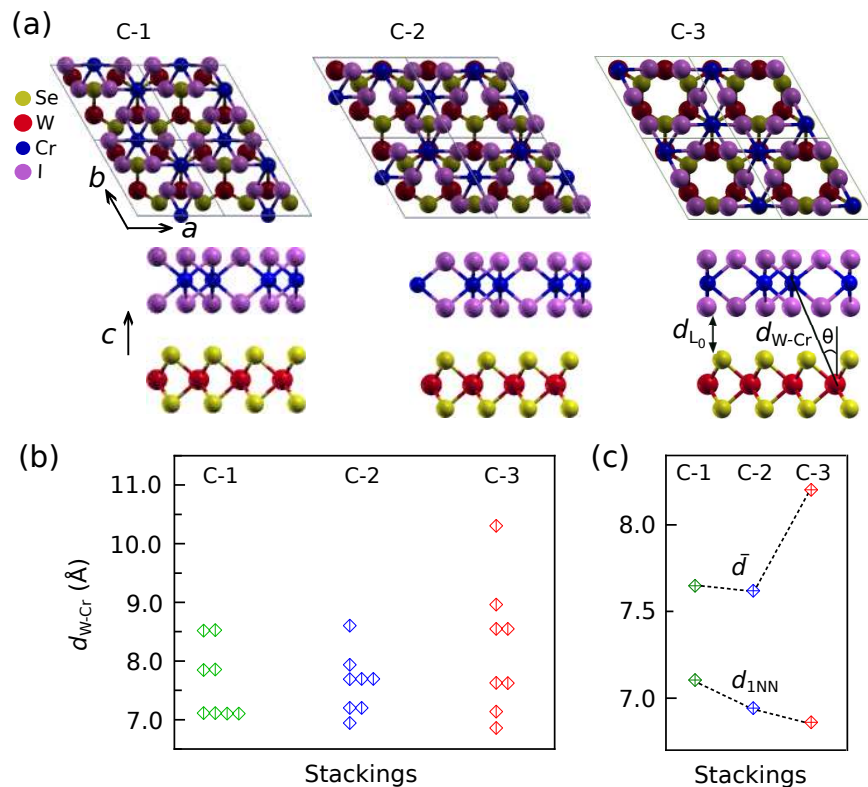 (a)
C-1 C-2 C-3
Se
W
Cr
I
b
a
c
d_L₀ d_W-Cr θ
(b)
C-1 C-2 C-3
11.0
10.0
9.0
8.0
7.0
d_W-Cr (Å)
Stackings
(c)
C-1 C-2 C-3
8.0
7.5
7.0
d̄
d_1NN
Stackings